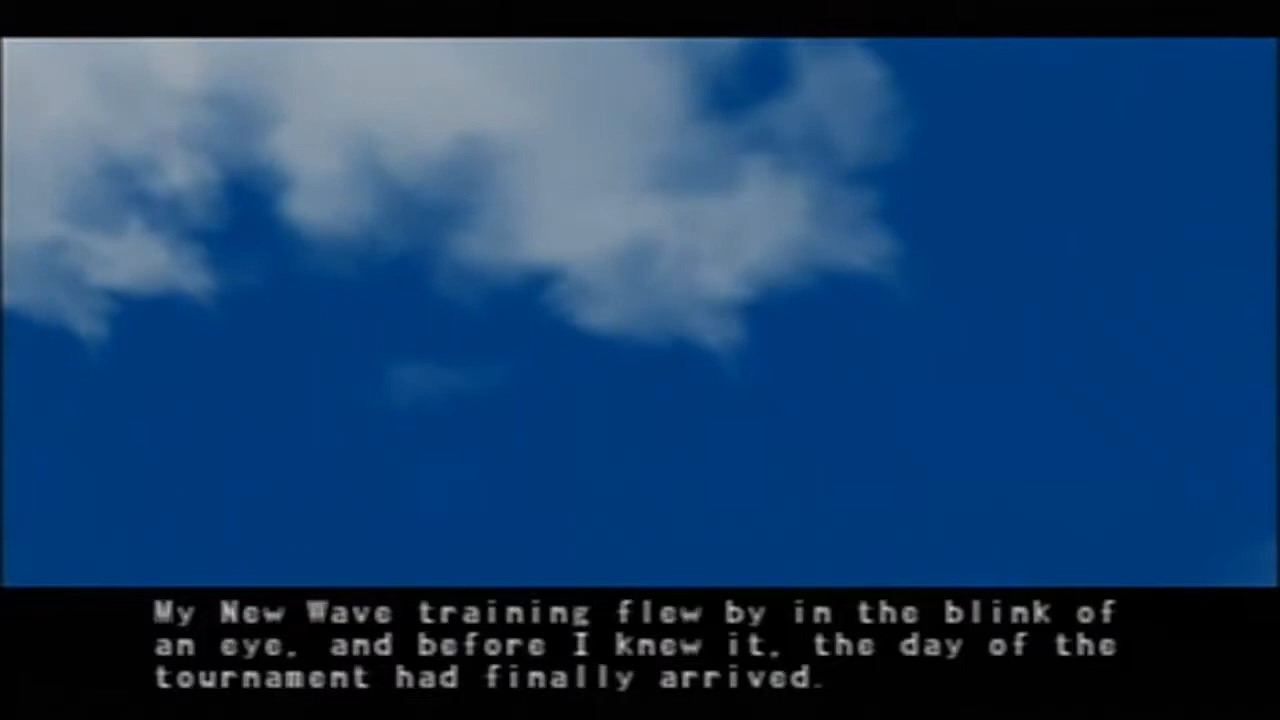 My New Wave training flew by in the blink of
an eye, and before I knew it, the day of the
tournament had finally arrived.